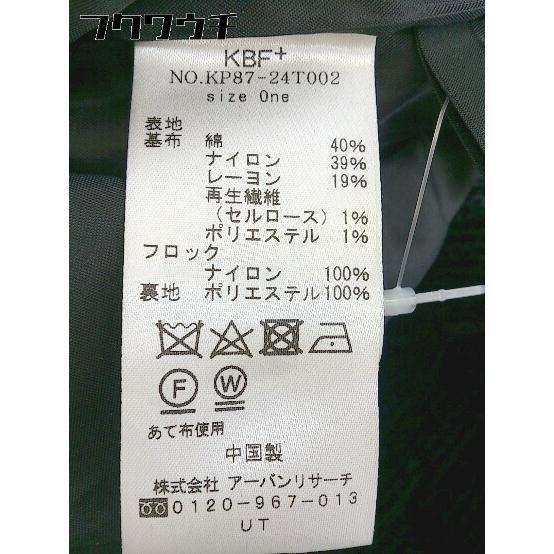 フクワウチ
KBF+
NO.KP87-24T002
size One
表地
基布 綿 40%
ナイロン 39%
レーヨン 19%
再生繊維
（セルロース）1%
ポリエステル 1%
フロック
ナイロン 100%
裏地 ポリエステル100%
F W
あて布使用
中国製
株式会社 アーバンリサーチ
0120-967-013
UT